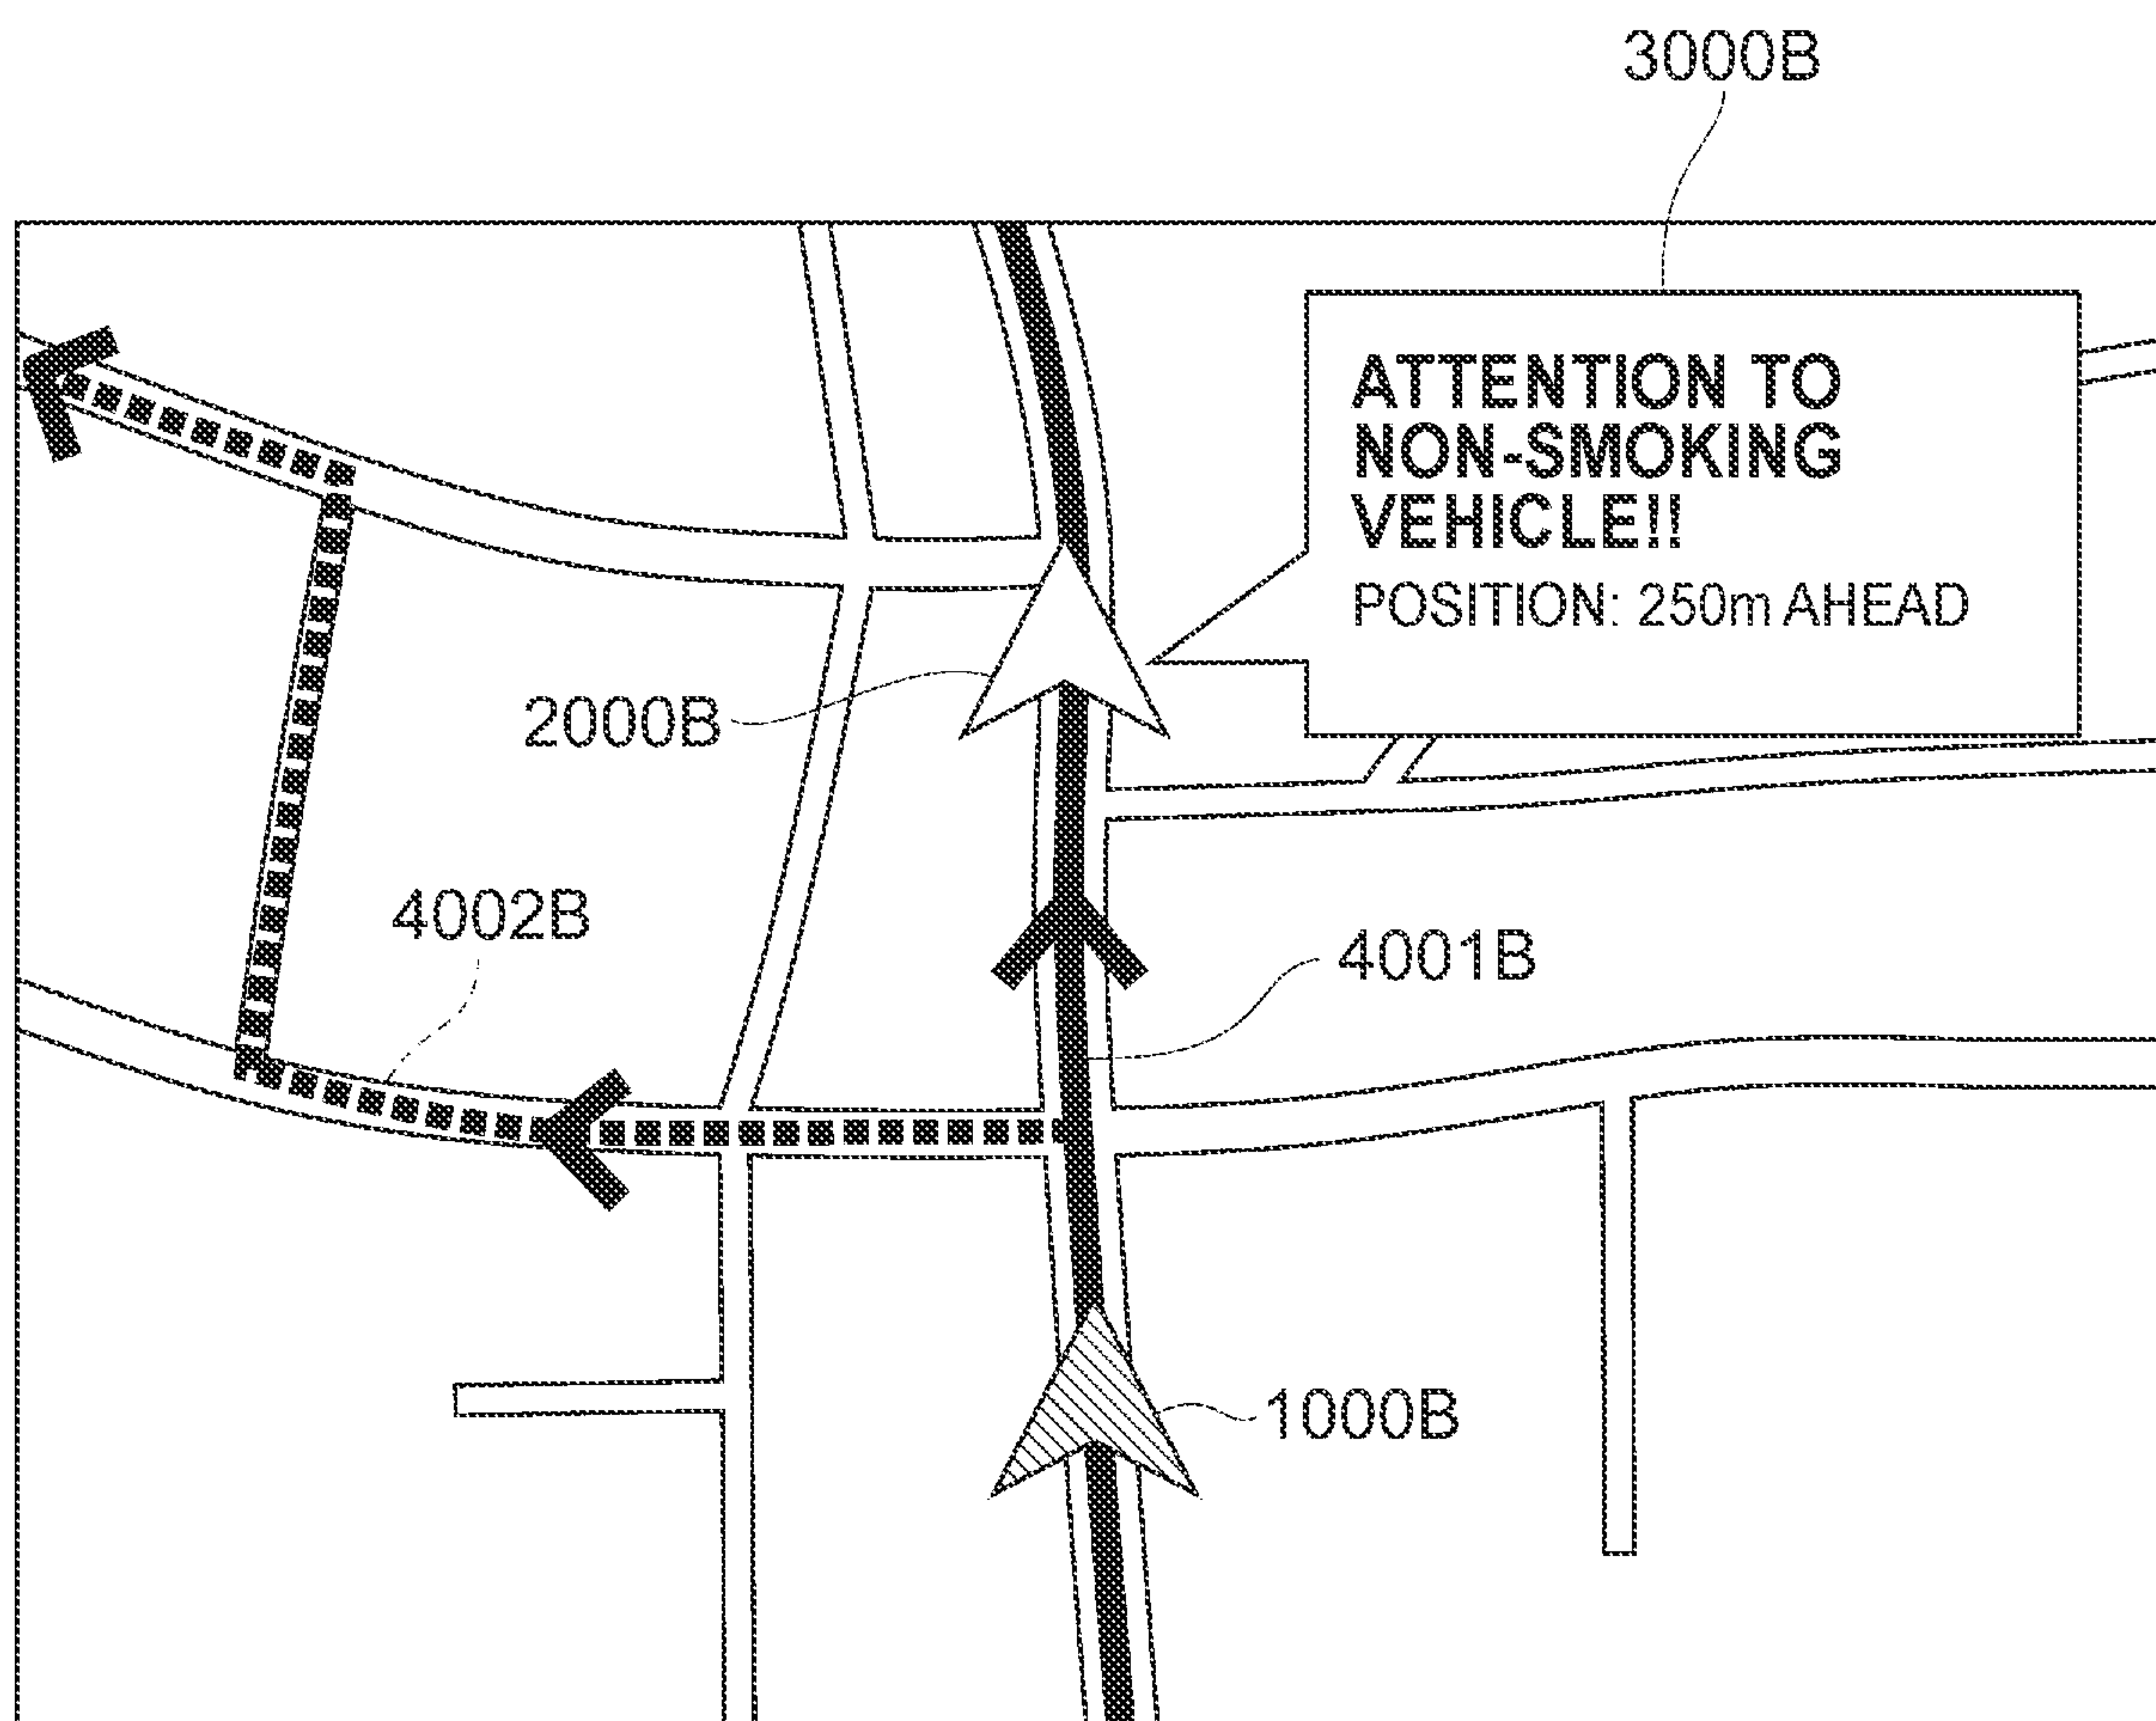 3000B
ATTENTION TO
NON-SMOKING
VEHICLE!!
POSITION: 250m AHEAD
2000B
4002B
4001B
1000B